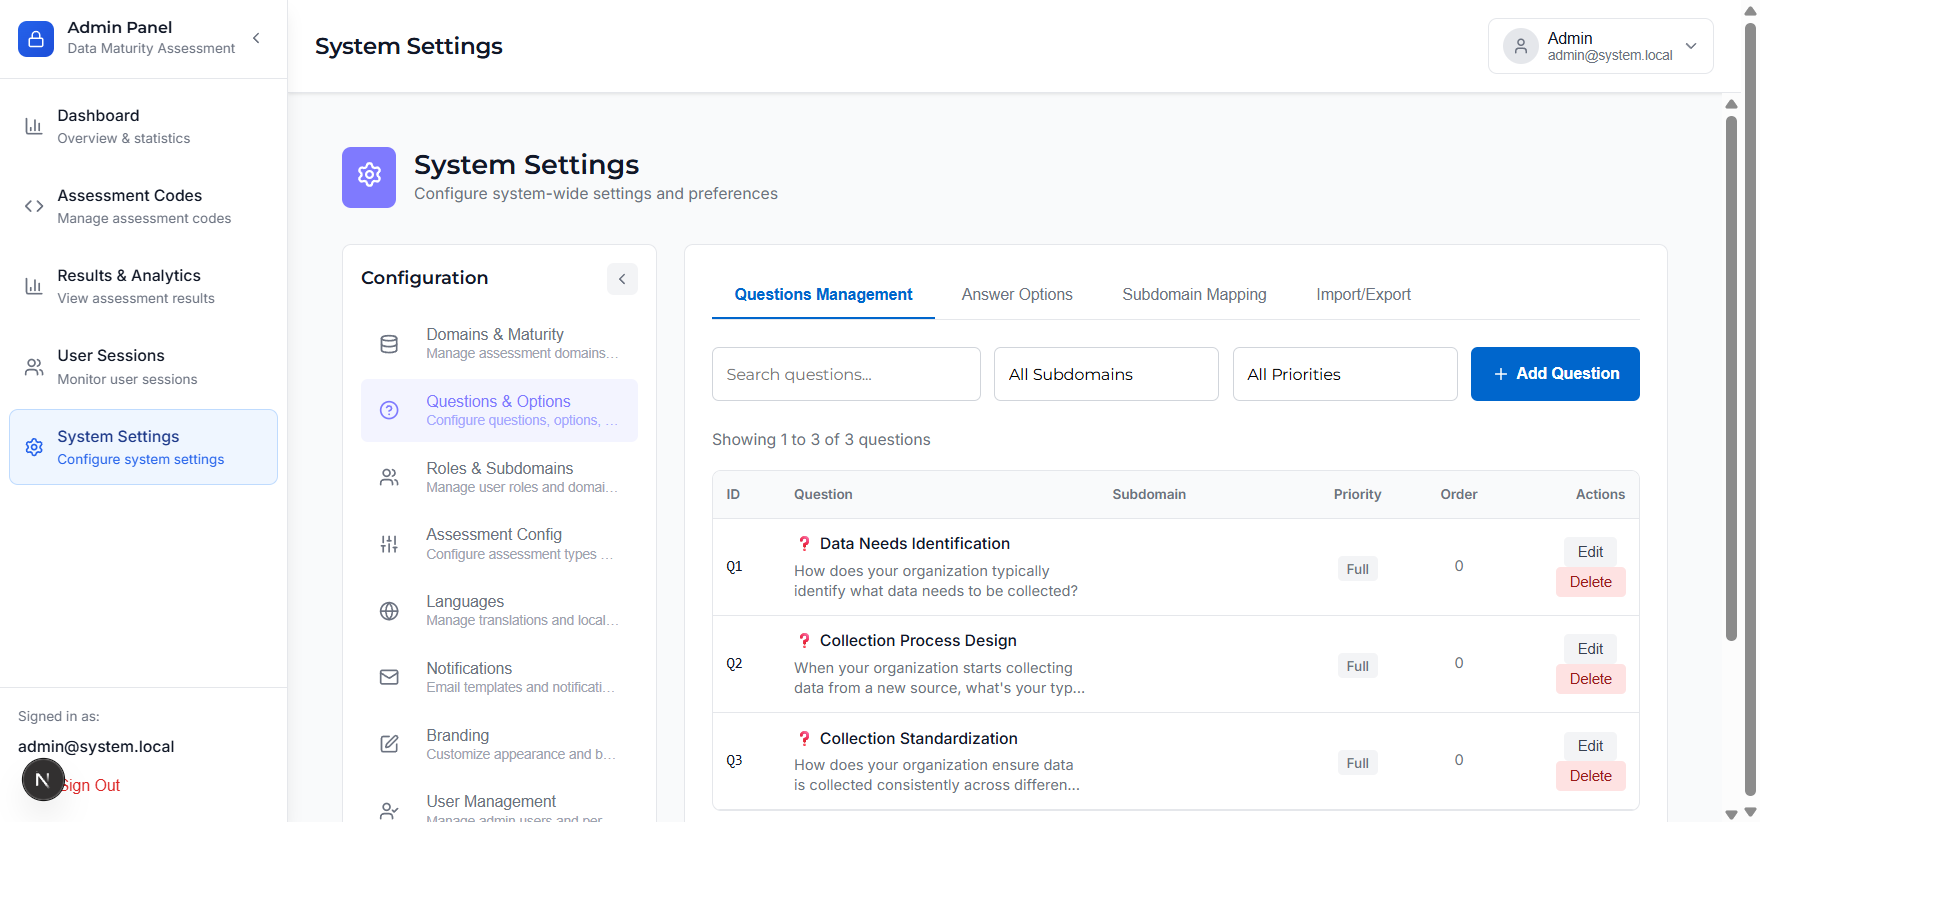 Admin Panel
Data Maturity Assessment
Dashboard
Overview & statistics
Assessment Codes
Manage assessment codes
Results & Analytics
View assessment results
User Sessions
Monitor user sessions
System Settings
Configure system settings
Signed in as:
admin@system.local
N
Sign Out
System Settings
Admin
admin@system.local
System Settings
Configure system-wide settings and preferences
Configuration
Domains & Maturity
Manage assessment domains...
Questions & Options
Configure questions, options, ...
Roles & Subdomains
Manage user roles and domai...
Assessment Config
Configure assessment types ...
Languages
Manage translations and local...
Notifications
Email templates and notificati...
Branding
Customize appearance and b...
User Management
Manage admin users and per
Questions Management Answer Options Subdomain Mapping Import/Export
Search questions... All Subdomains All Priorities + Add Question
Showing 1 to 3 of 3 questions
ID Question Subdomain Priority Order Actions
Q1 ❓ Data Needs Identification
How does your organization typically
identify what data needs to be collected?
Full 0 Edit
Delete
Q2 ❓ Collection Process Design
When your organization starts collecting
data from a new source, what's your typ...
Full 0 Edit
Delete
Q3 ❓ Collection Standardization
How does your organization ensure data
is collected consistently across differen...
Full 0 Edit
Delete